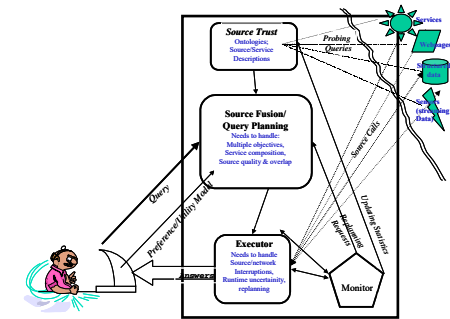 Source Trust
Ontologies;
Source/Service
Descriptions
Probing
Queries
Services
Webpages
Structured
data
Sensors
(streaming
Data)
Source Fusion/
Query Planning
Needs to handle:
Multiple objectives,
Service composition,
Source quality & overlap
Source Calls
Query
Preference/Utility Model
Updating Statistics
Replanning
Requests
Executor
Needs to handle
Source/network
Interruptions,
Runtime uncertainity,
replanning
Answers
Monitor